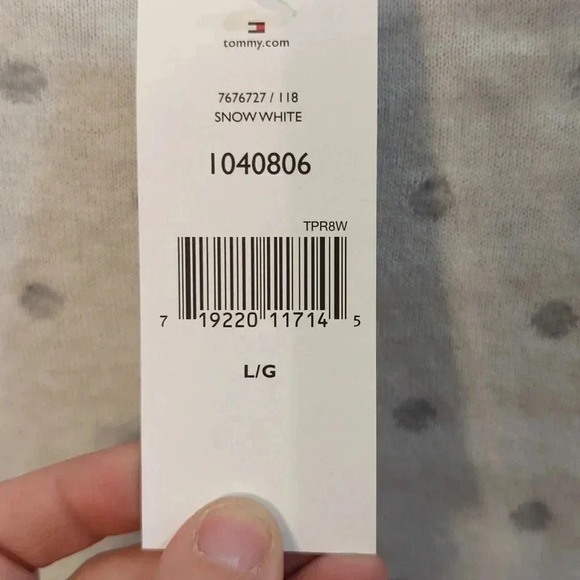 tommy.com
7676727 / 118
SNOW WHITE
1040806
TPR8W
7 19220 11714 5
L/G